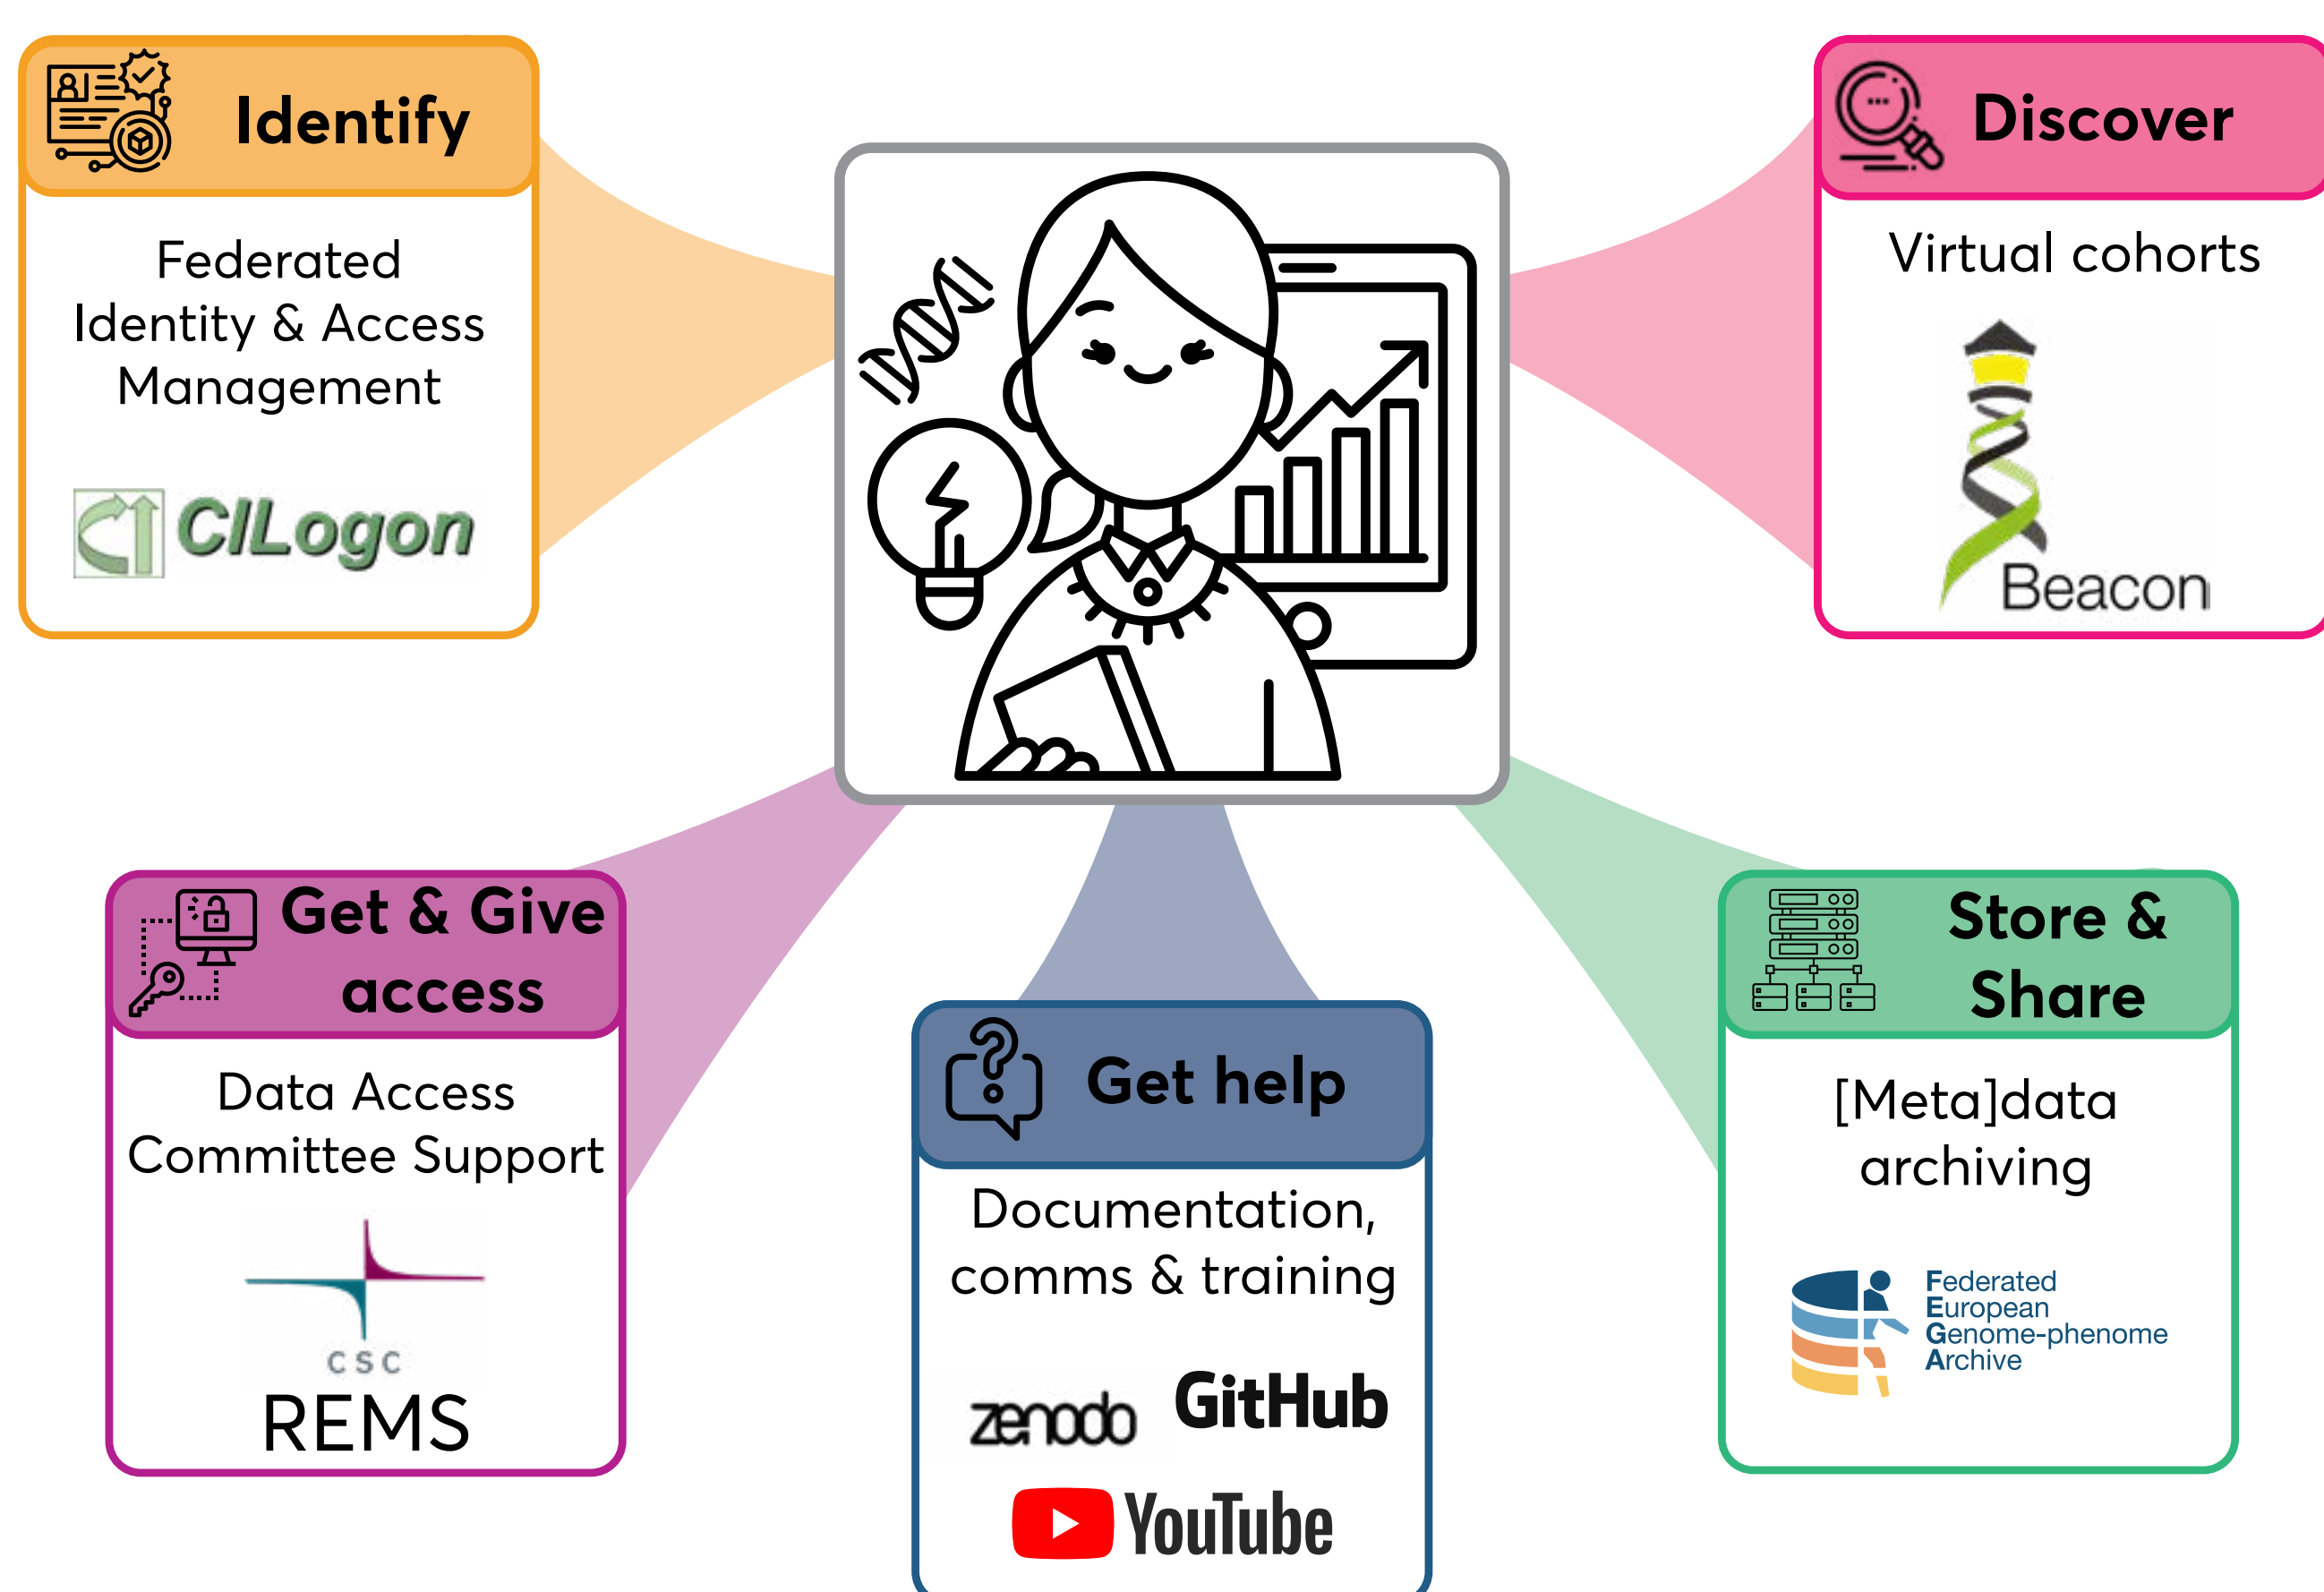 Identify
Federated
Identity & Access
Management
CILogon
Discover
Virtual cohorts
Beacon
Get & Give
access
Data Access
Committee Support
CSC
REMS
Get help
Documentation,
comms & training
zenodo
GitHub
YouTube
Store &
Share
[Meta]data
archiving
Federated
European
Genome-phenome
Archive